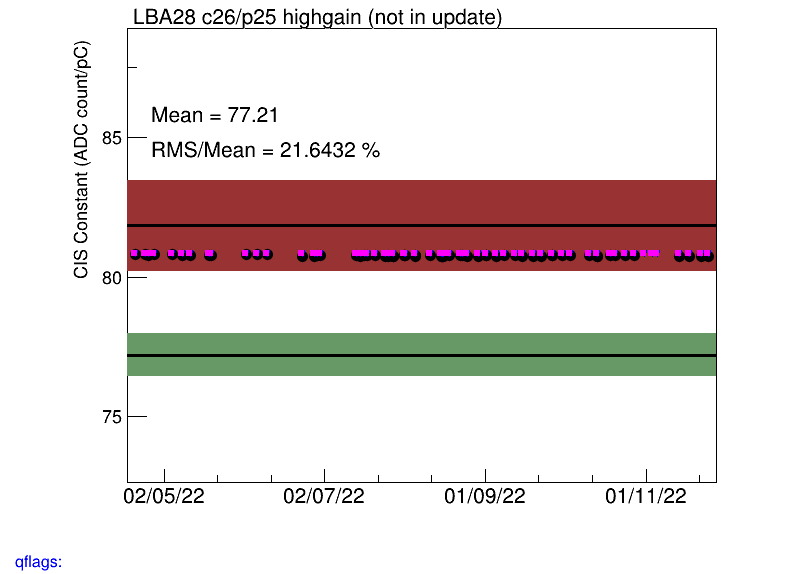 LBA28 c26/p25 highgain (not in update)
CIS Constant (ADC count/pC)
Mean = 77.21
85
RMS/Mean = 21.6432 %
80
75
02/05/22 02/07/22 01/09/22 01/11/22
qflags: